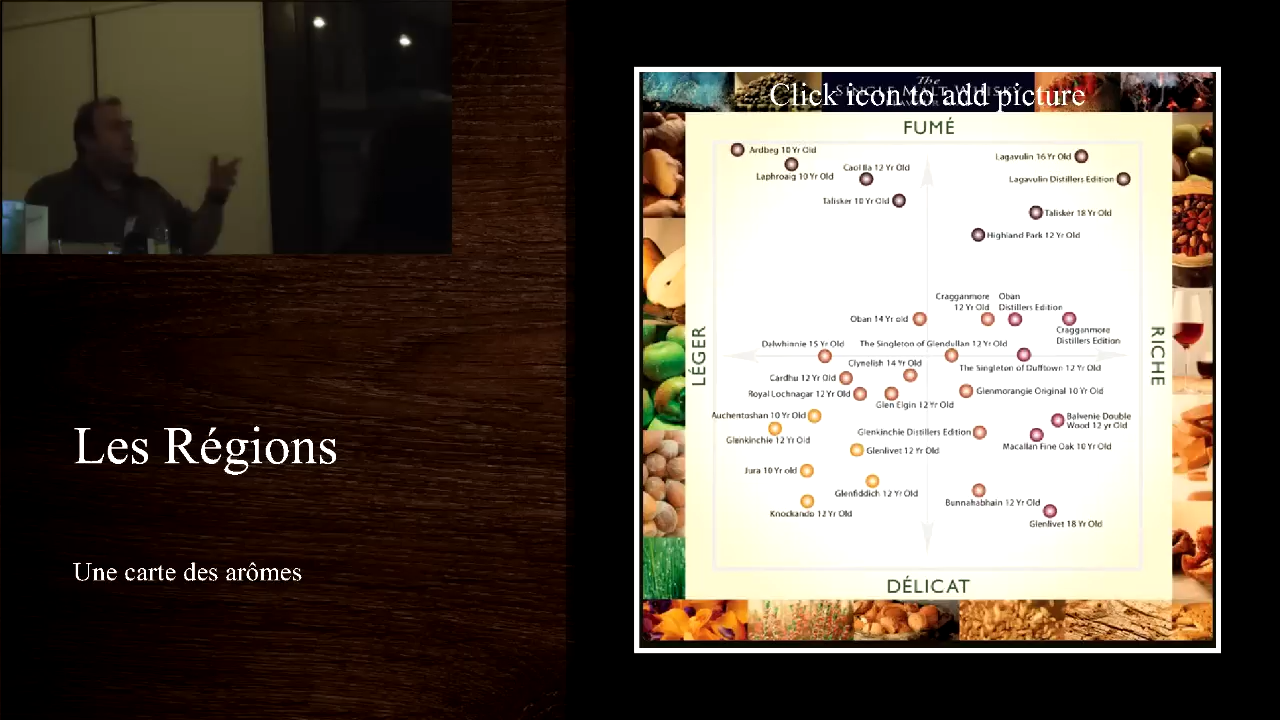 Les Régions
Une carte des arômes
The
SINGLE MALT WHISKY
Click icon to add picture
FUMÉ
Ardbeg 10 Yr Old
Lagavulin 16 Yr Old
Laphroaig 10 Yr Old
Caol Ila 12 Yr Old
Lagavulin Distillers Edition
Talisker 10 Yr Old
Talisker 18 Yr Old
Highland Park 12 Yr Old
Cragganmore
12 Yr Old
Oban
Distillers Edition
Oban 14 Yr old
Cragganmore
Distillers Edition
Dalwhinnie 15 Yr Old
The Singleton of Glendullan 12 Yr Old
LÉGER
RICHE
Clynelish 14 Yr Old
The Singleton of Dufftown 12 Yr Old
Cardhu 12 Yr Old
Royal Lochnagar 12 Yr Old
Glenmorangie Original 10 Yr Old
Glen Elgin 12 Yr Old
Auchentoshan 10 Yr Old
Balvenie Double
Wood 12 yr Old
Glenkinchie 12 Yr Old
Glenkinchie Distillers Edition
Macallan Fine Oak 10 Yr Old
Glenlivet 12 Yr Old
Jura 10 Yr old
Glenfiddich 12 Yr Old
Bunnahabhain 12 Yr Old
Knockando 12 Yr Old
Glenlivet 18 Yr Old
DÉLICAT